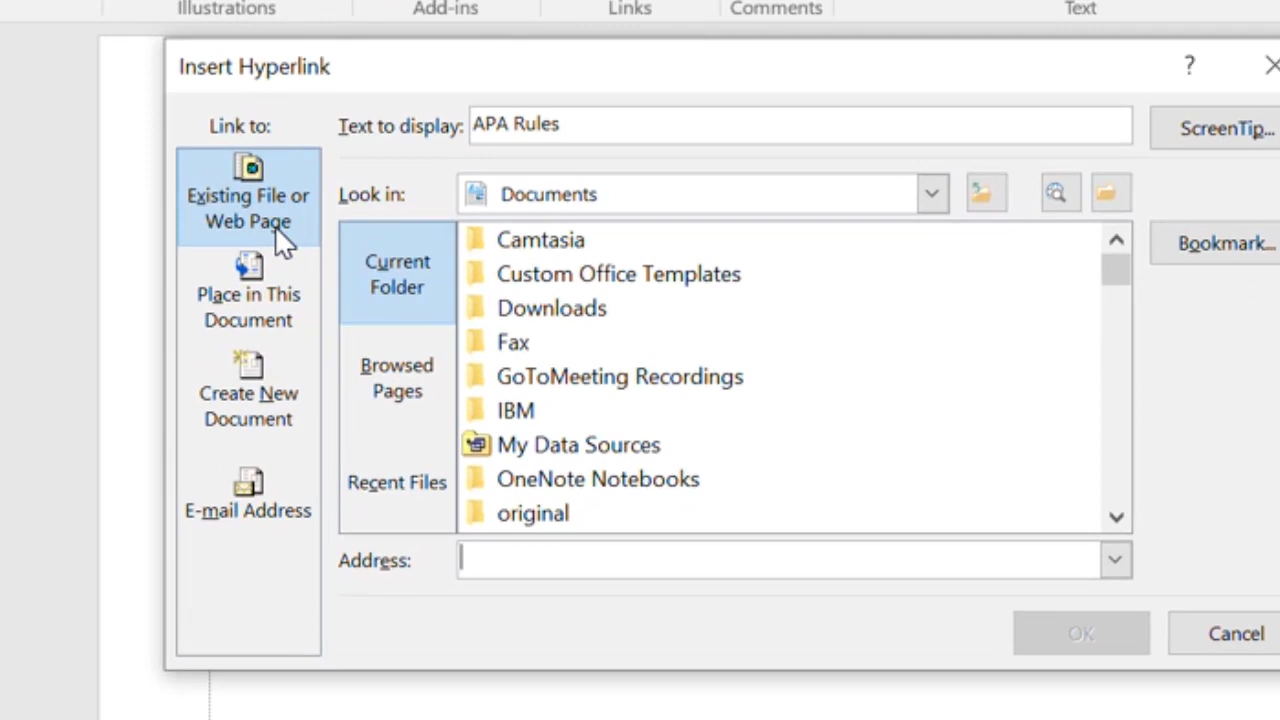 Illustrations Add-ins Links Comments Text
Insert Hyperlink ?
Link to:
Text to display: APA Rules ScreenTip...
Existing File or
Web Page
Look in: Documents
Place in This
Document
Create New
Document
E-mail Address
Current
Folder
Browsed
Pages
Recent Files
Camtasia
Custom Office Templates
Downloads
Fax
GoToMeeting Recordings
IBM
My Data Sources
OneNote Notebooks
original
Bookmark...
Address:
OK Cancel